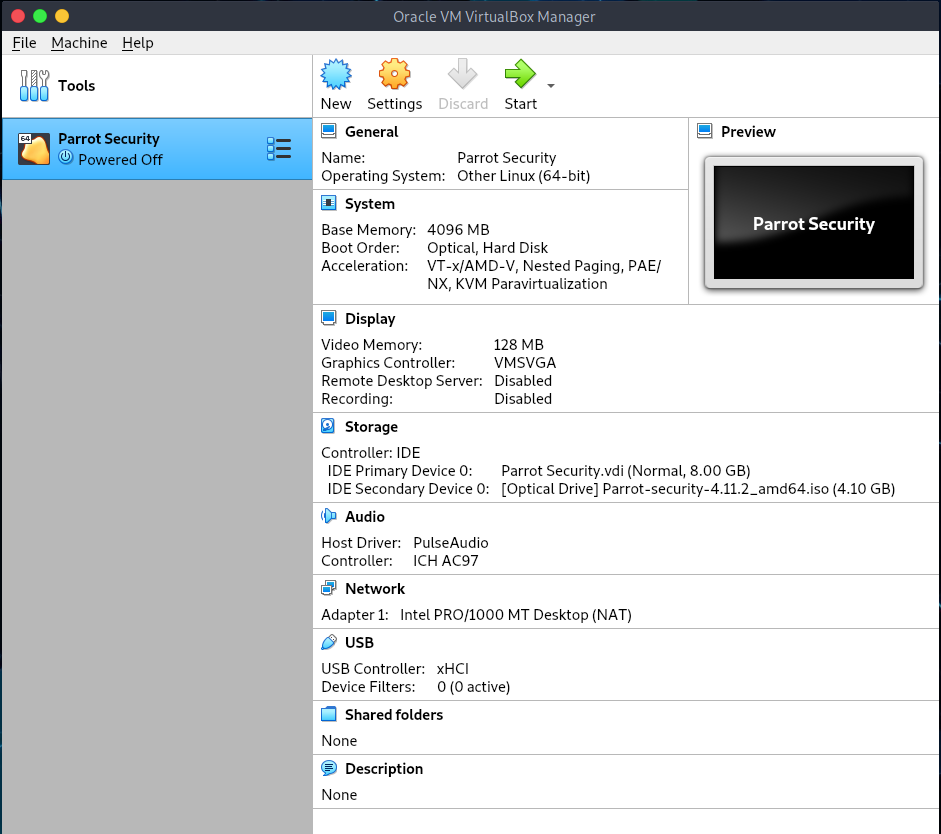 Oracle VM VirtualBox Manager
File Machine Help
Tools
New Settings Discard Start
64
Parrot Security
Powered Off
General
Name: Parrot Security
Operating System: Other Linux (64-bit)
Preview
Parrot Security
System
Base Memory: 4096 MB
Boot Order: Optical, Hard Disk
Acceleration: VT-x/AMD-V, Nested Paging, PAE/
NX, KVM Paravirtualization
Display
Video Memory: 128 MB
Graphics Controller: VMSVGA
Remote Desktop Server: Disabled
Recording: Disabled
Storage
Controller: IDE
IDE Primary Device 0: Parrot Security.vdi (Normal, 8.00 GB)
IDE Secondary Device 0: [Optical Drive] Parrot-security-4.11.2_amd64.iso (4.10 GB)
Audio
Host Driver: PulseAudio
Controller: ICH AC97
Network
Adapter 1: Intel PRO/1000 MT Desktop (NAT)
USB
USB Controller: xHCI
Device Filters: 0 (0 active)
Shared folders
None
Description
None